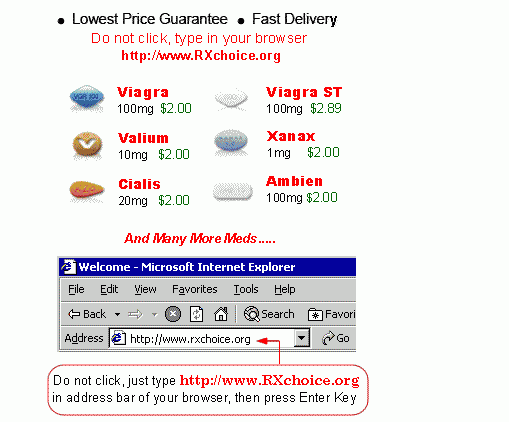 • Lowest Price Guarantee • Fast Delivery
Do not click, type in your browser
http://www.RXchoice.org
Viagra
100mg $2.00
Viagra ST
100mg $2.89
Valium
10mg $2.00
Xanax
1mg $2.00
Cialis
20mg $2.00
Ambien
100mg $2.00
And Many More Meds.....
Welcome - Microsoft Internet Explorer
File Edit View Favorites Tools Help
Back Search Favori
Address http://www.rxchoice.org Go
Do not click, just type http://www.RXchoice.org
in address bar of your browser, then press Enter Key